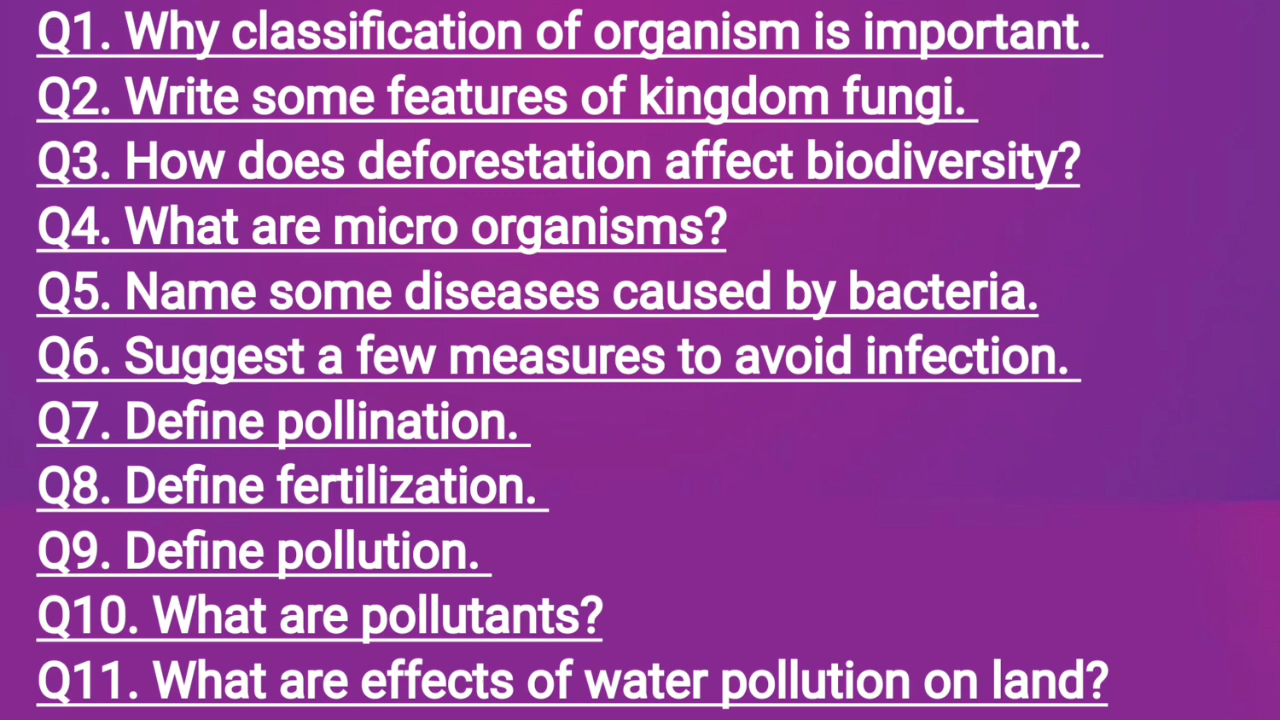 Q1. Why classification of organism is important.
Q2. Write some features of kingdom fungi.
Q3. How does deforestation affect biodiversity?
Q4. What are micro organisms?
Q5. Name some diseases caused by bacteria.
Q6. Suggest a few measures to avoid infection.
Q7. Define pollination.
Q8. Define fertilization.
Q9. Define pollution.
Q10. What are pollutants?
Q11. What are effects of water pollution on land?